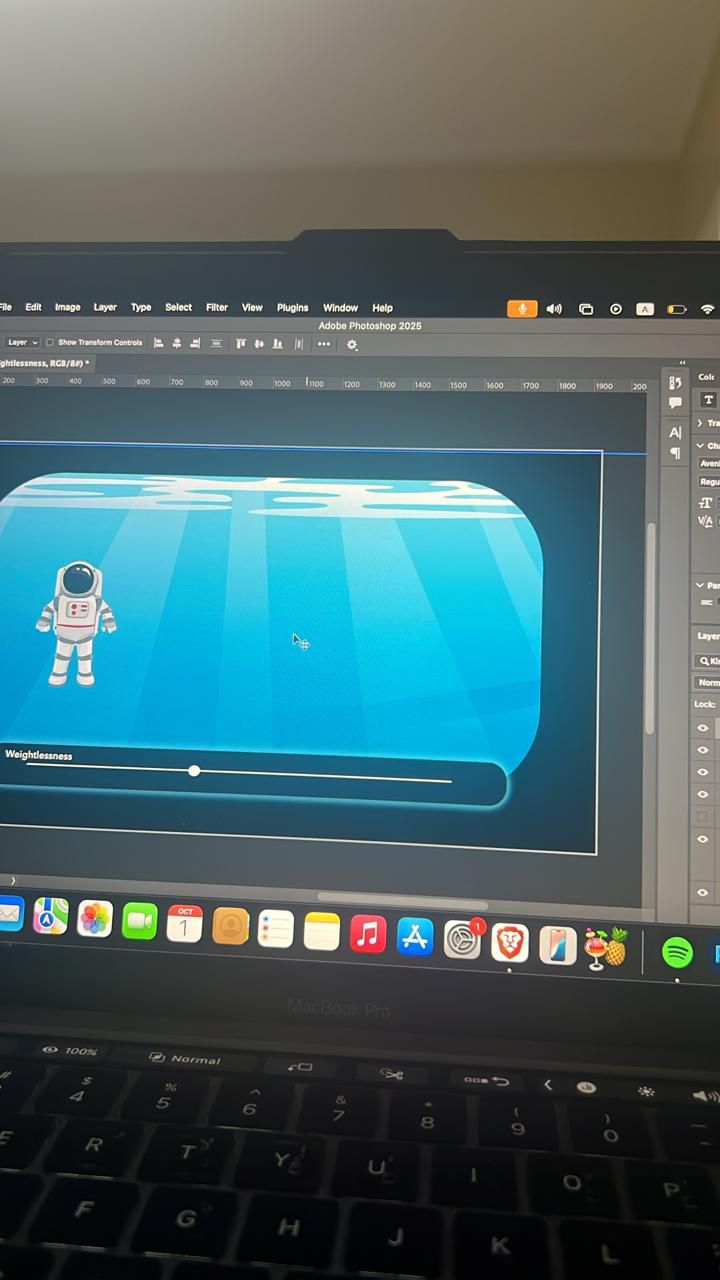 File Edit Image Layer Type Select Filter View Plugins Window Help
A
Adobe Photoshop 2025
Layer Show Transform Controls
ghtlessness, RGB/8#) *
200 300 400 500 600 700 800 900 1000 1100 1200 1300 1400 1500 1600 1700 1800 1900 200
Colo
T
Tra
A| Cha
Aveni
Regu
T
V/A
Par
Layer
Ki
Norm
Lock:
Weightlessness
OCT
1
1
MacBook Pro
100% Normal
# $ % ^ & * ( )
4 5 6 7 8 9 0
E R T Y U I O P
F G H J K L